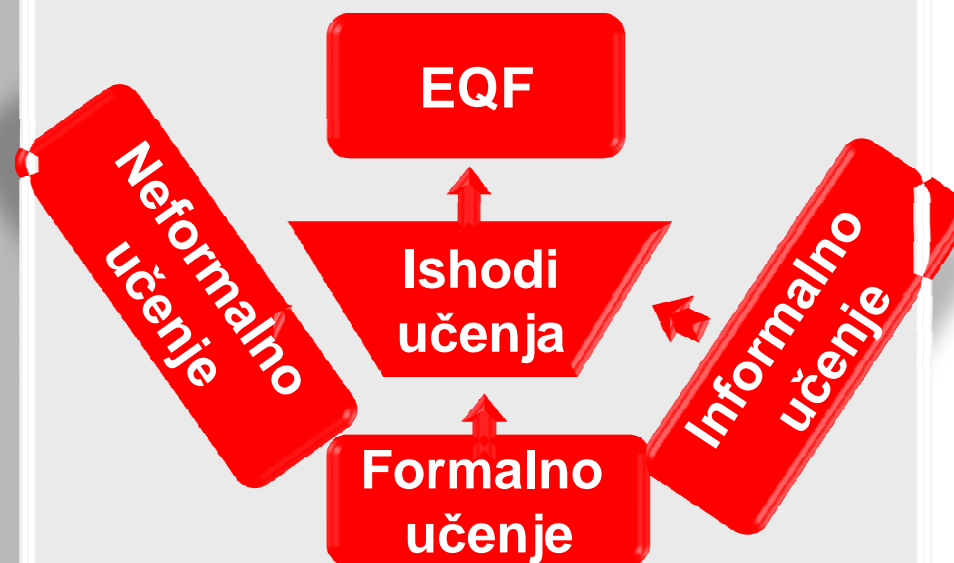 EQF
Neformalno
učenje
Ishodi
učenja
Informalno
učenje
Formalno
učenje